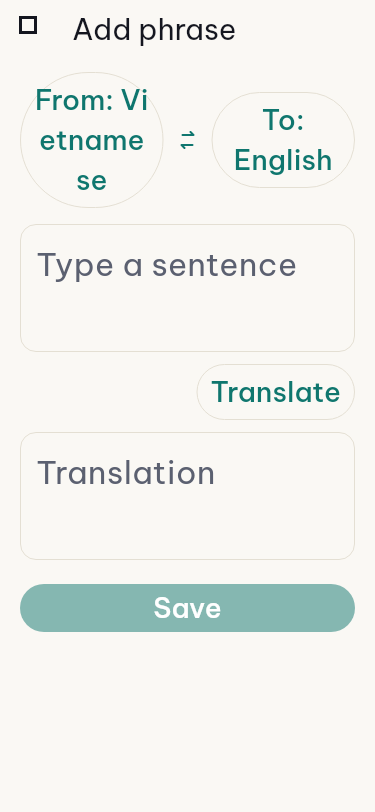 Add phrase
From: Vi
etname
se
To:
English
Type a sentence
Translate
Translation
Save